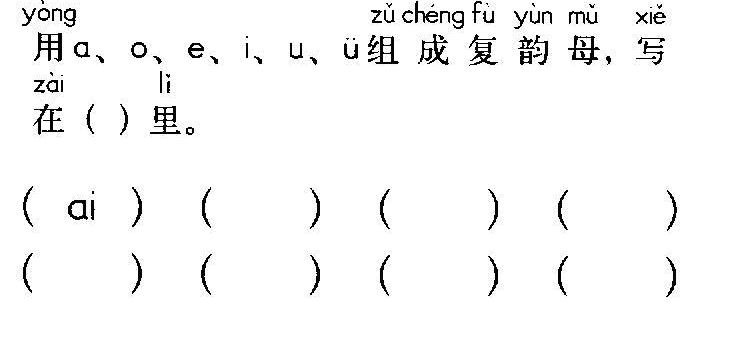 yòng zǔ chéng fù yùn mǔ xiě
用a、o、e、i、u、ü组成复韵母，写
zài lǐ
在（ ）里。
（ ai ）（ ）（ ）（ ）
（ ）（ ）（ ）（ ）